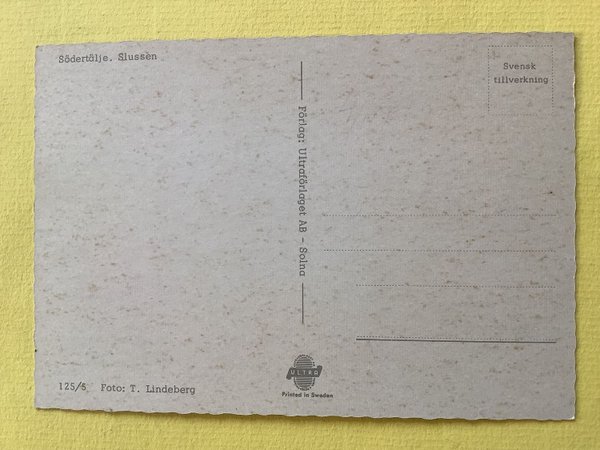 Södertälje. Slussen
Svensk
tillverkning
Förlag: Ultraförlaget AB - Solna
125/5 Foto: T. Lindeberg
ULTRA
Printed in Sweden